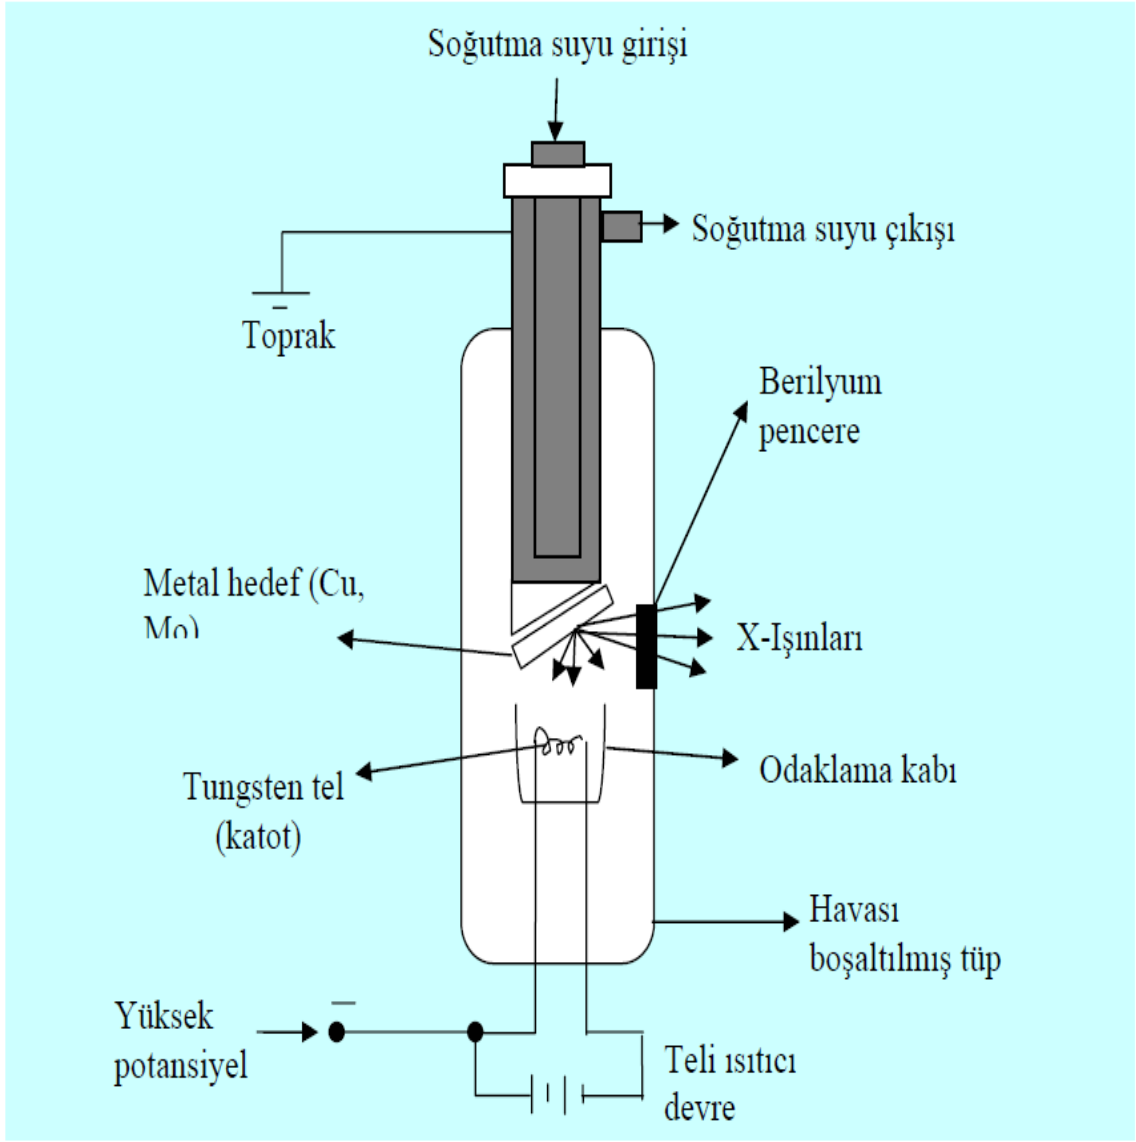 Soğutma suyu girişi
Soğutma suyu çıkışı
Toprak
Berilyum
pencere
Metal hedef (Cu,
Mo)
X-Işınları
Tungsten tel
(katot)
Odaklama kabı
Havası
boşaltılmış tüp
Yüksek
potansiyel
Teli ısıtıcı
devre